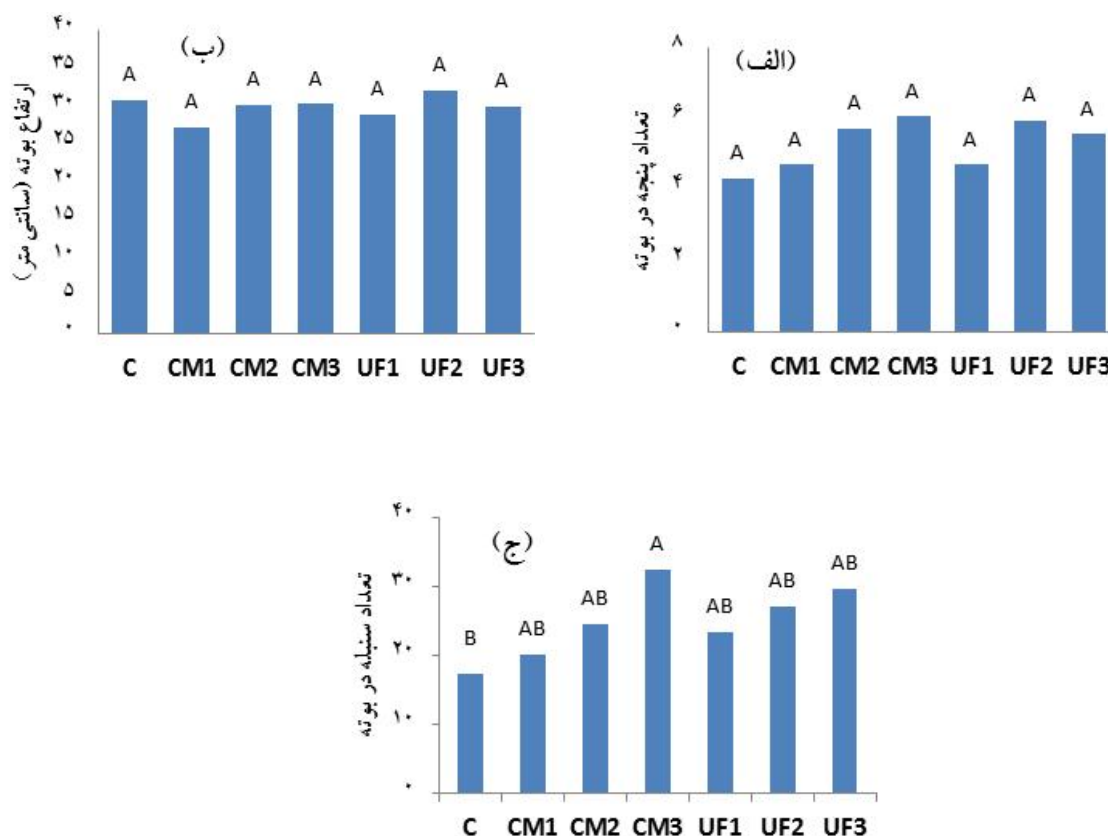 (الف)
تعداد پنجه در بوته
۸
۶
۴
۲
۰
A A A A A A A
C CM1 CM2 CM3 UF1 UF2 UF3
(ب)
ارتفاع بوته (سانتی متر)
۴۰
۳۵
۳۰
۲۵
۲۰
۱۵
۱۰
۵
۰
A A A A A A A
C CM1 CM2 CM3 UF1 UF2 UF3
(ج)
تعداد سنبله در بوته
۴۰
۳۰
۲۰
۱۰
۰
B AB AB A AB AB AB
C CM1 CM2 CM3 UF1 UF2 UF3